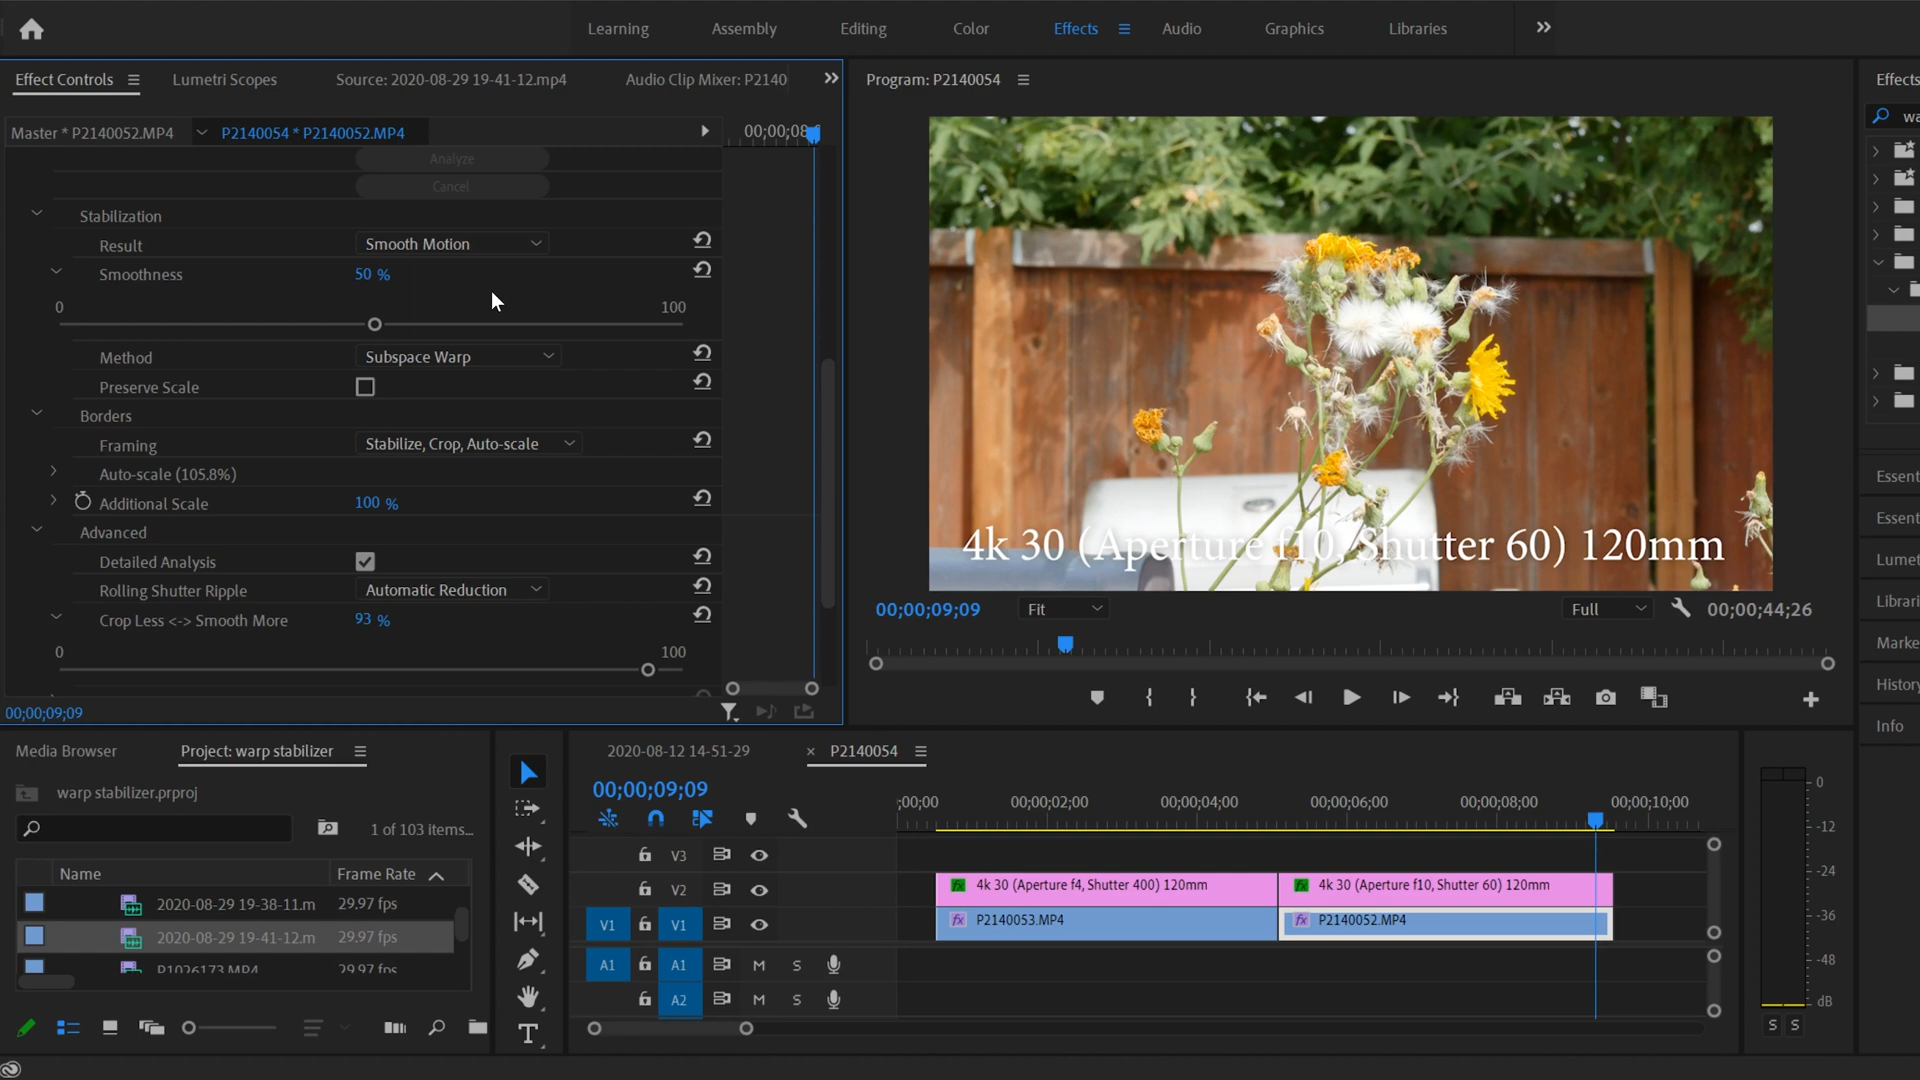 Learning
Assembly
Editing
Color
Effects
Audio
Graphics
Libraries
Effect Controls
Lumetri Scopes
Source: 2020-08-29 19-41-12.mp4
Audio Clip Mixer: P2140
Program: P2140054
Effects
Master * P2140052.MP4
P2140054 * P2140052.MP4
00;00;08;
wa
Analyze
Cancel
Stabilization
Result
Smooth Motion
Smoothness
50 %
0
100
Method
Subspace Warp
Preserve Scale
Borders
Framing
Stabilize, Crop, Auto-scale
Auto-scale (105.8%)
Additional Scale
100 %
Advanced
Detailed Analysis
Rolling Shutter Ripple
Automatic Reduction
Crop Less <-> Smooth More
93 %
0
100
00;00;09;09
4k 30 (Aperture f10, Shutter 60) 120mm
00;00;09;09
Fit
Full
00;00;44;26
Essent
Essent
Lumet
Librari
Marke
History
Info
Media Browser
Project: warp stabilizer
warp stabilizer.prproj
1 of 103 items...
Name
Frame Rate
2020-08-29 19-38-11.m
29.97 fps
2020-08-29 19-41-12.m
29.97 fps
P1026173.MP4
29.97 fps
2020-08-12 14-51-29
× P2140054
00;00;09;09
;00;00
00;00;02;00
00;00;04;00
00;00;06;00
00;00;08;00
00;00;10;00
V3
V2
4k 30 (Aperture f4, Shutter 400) 120mm
4k 30 (Aperture f10, Shutter 60) 120mm
V1
V1
fx P2140053.MP4
fx P2140052.MP4
A1
A1
M
S
A2
M
S
0
-12
-24
-36
-48
dB
S
S